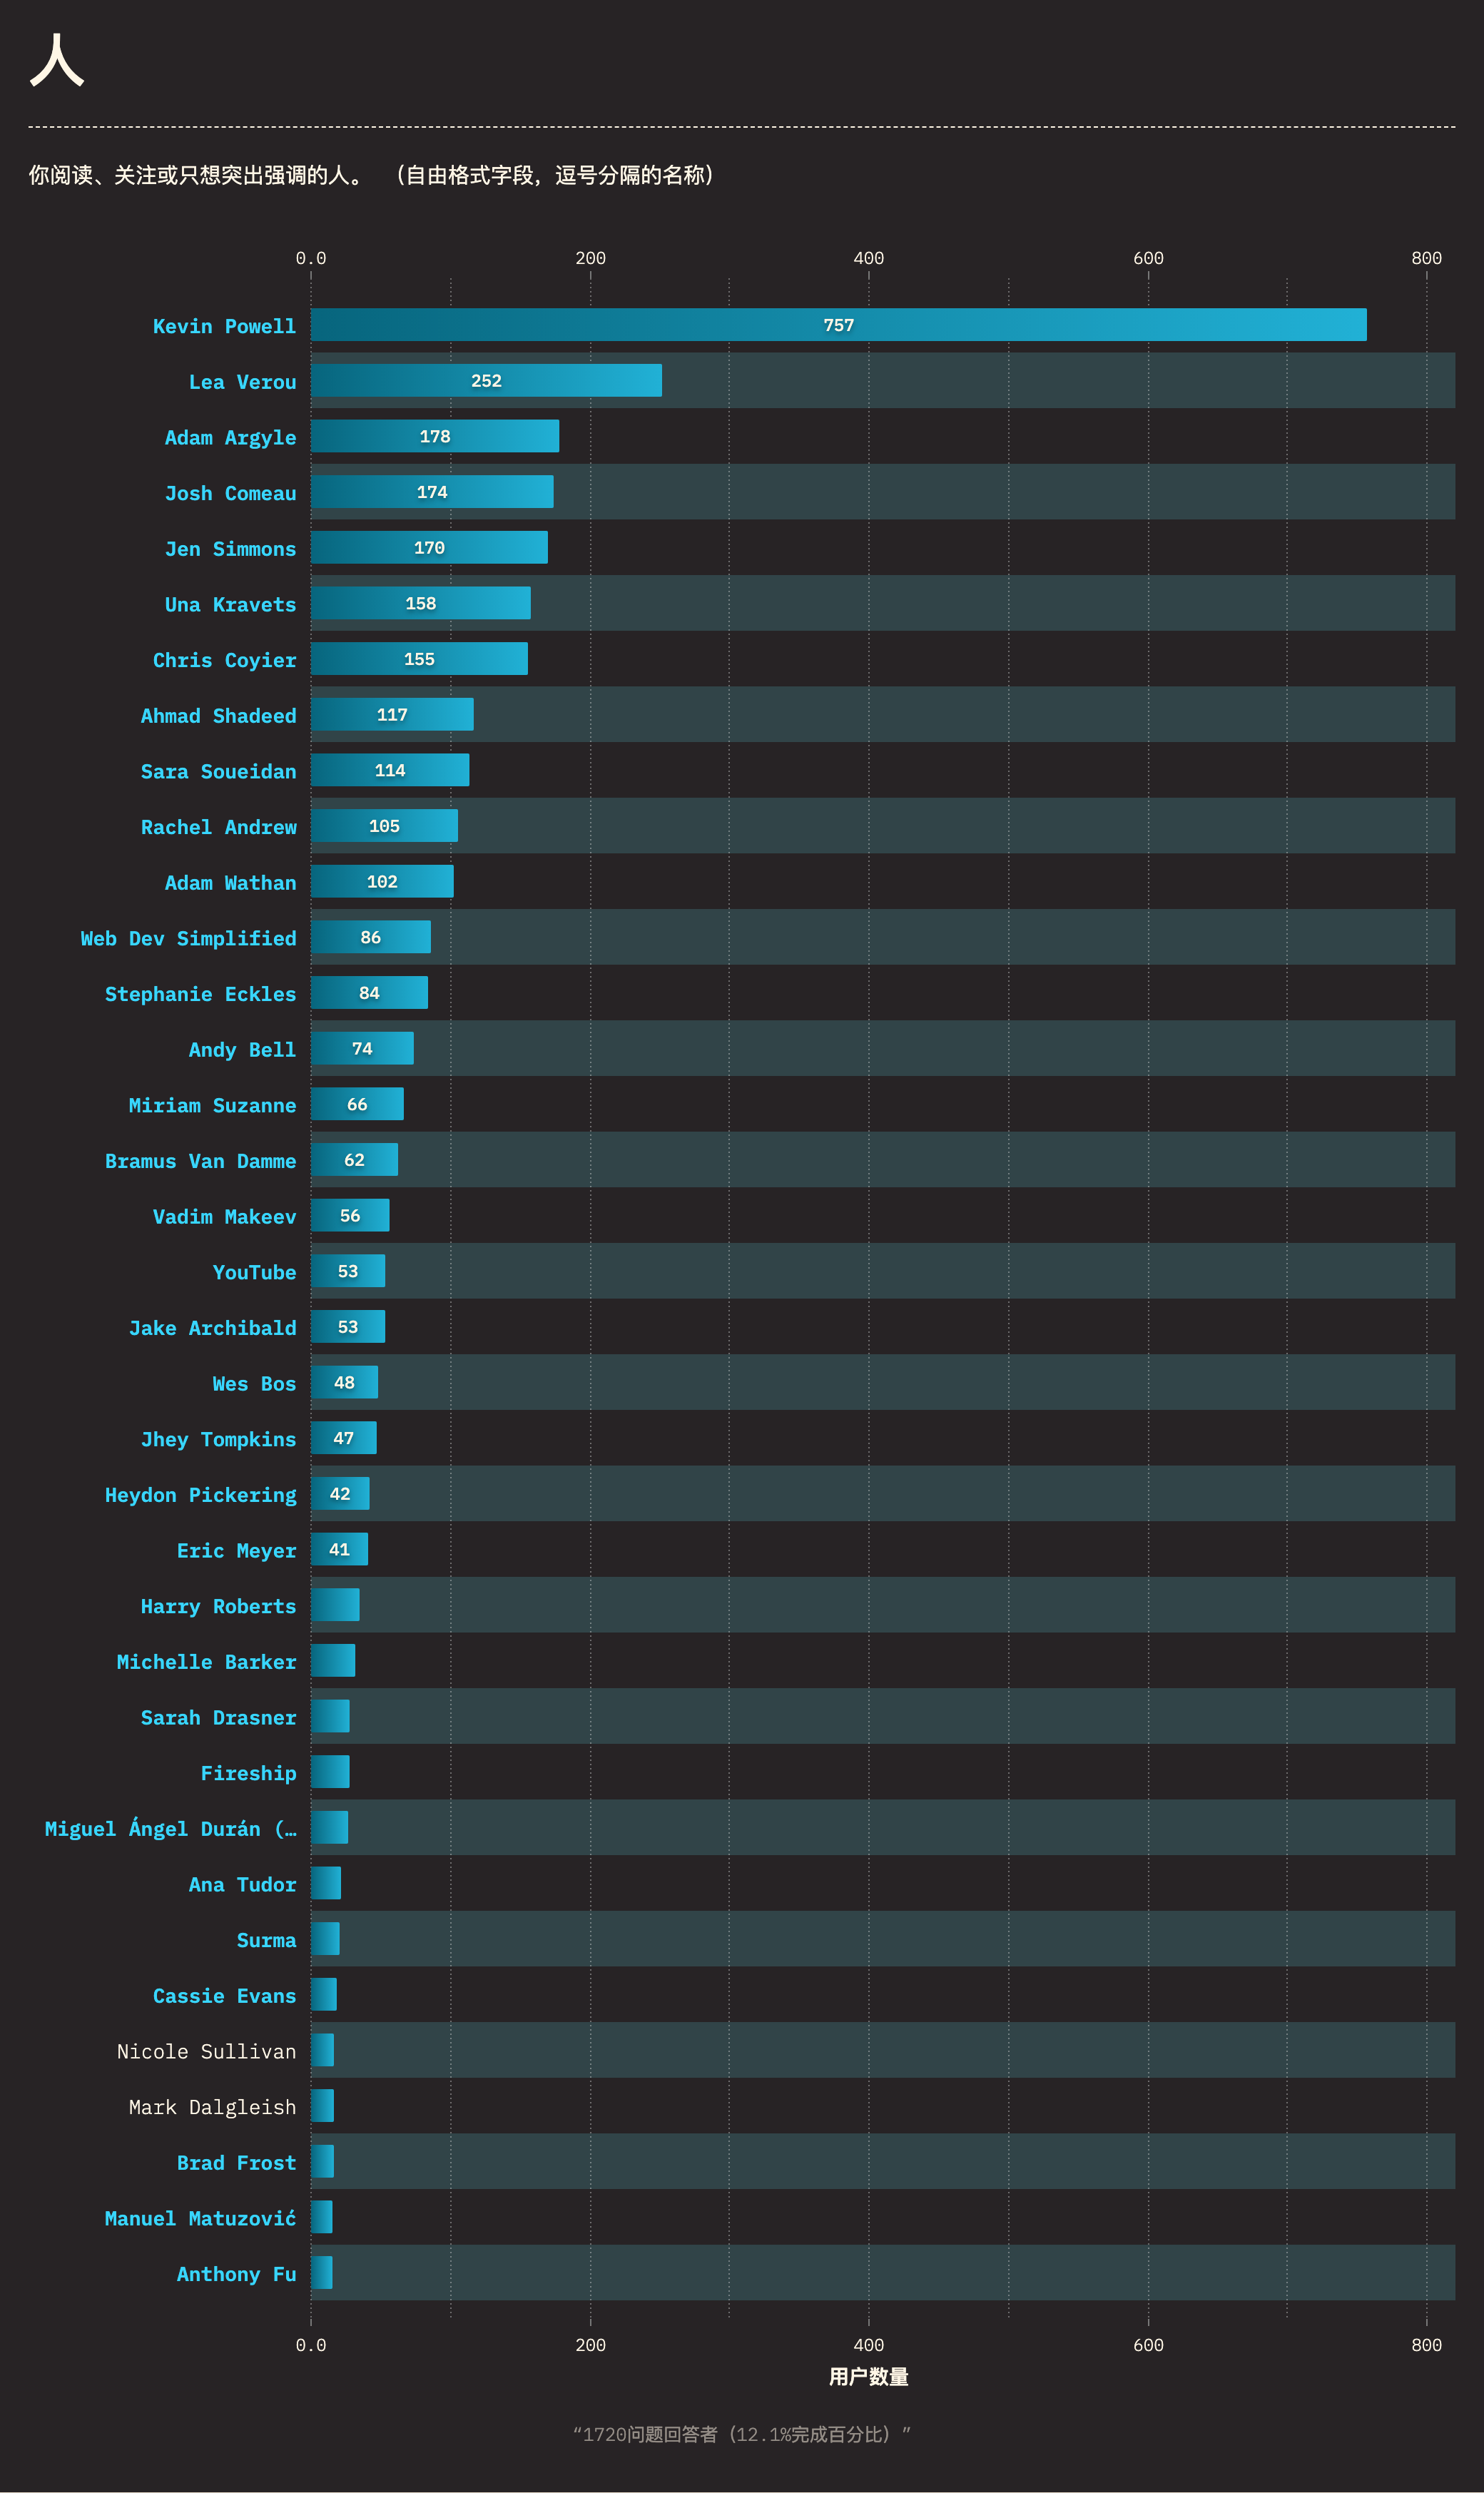 人
你阅读、关注或只想突出强调的人。 （自由格式字段，逗号分隔的名称）
0.0 200 400 600 800
Kevin Powell 757
Lea Verou 252
Adam Argyle 178
Josh Comeau 174
Jen Simmons 170
Una Kravets 158
Chris Coyier 155
Ahmad Shadeed 117
Sara Soueidan 114
Rachel Andrew 105
Adam Wathan 102
Web Dev Simplified 86
Stephanie Eckles 84
Andy Bell 74
Miriam Suzanne 66
Bramus Van Damme 62
Vadim Makeev 56
YouTube 53
Jake Archibald 53
Wes Bos 48
Jhey Tompkins 47
Heydon Pickering 42
Eric Meyer 41
Harry Roberts
Michelle Barker
Sarah Drasner
Fireship
Miguel Ángel Durán (…
Ana Tudor
Surma
Cassie Evans
Nicole Sullivan
Mark Dalgleish
Brad Frost
Manuel Matuzović
Anthony Fu
0.0 200 400 600 800
用户数量
“1720问题回答者（12.1%完成百分比）”